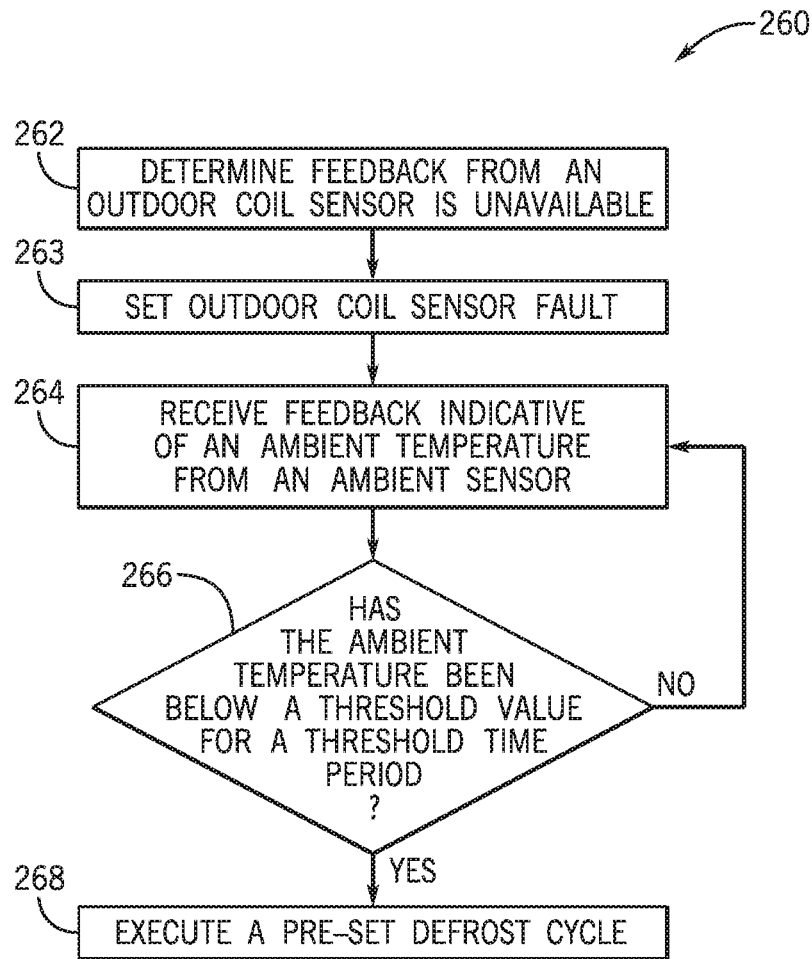 260
262
DETERMINE FEEDBACK FROM AN
OUTDOOR COIL SENSOR IS UNAVAILABLE
263
SET OUTDOOR COIL SENSOR FAULT
264
RECEIVE FEEDBACK INDICATIVE
OF AN AMBIENT TEMPERATURE
FROM AN AMBIENT SENSOR
266
HAS
THE AMBIENT
TEMPERATURE BEEN
BELOW A THRESHOLD VALUE
FOR A THRESHOLD TIME
PERIOD
?
NO
YES
268
EXECUTE A PRE–SET DEFROST CYCLE